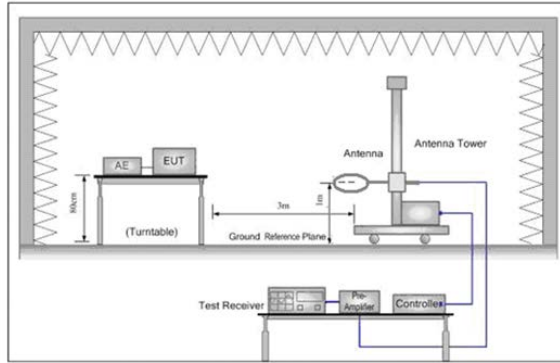 Antenna Tower
Antenna
AE
EUT
80cm
(Turntable)
3m
1m
Ground Reference Plane
Test Receiver
Pre-
Amplifier
Controller